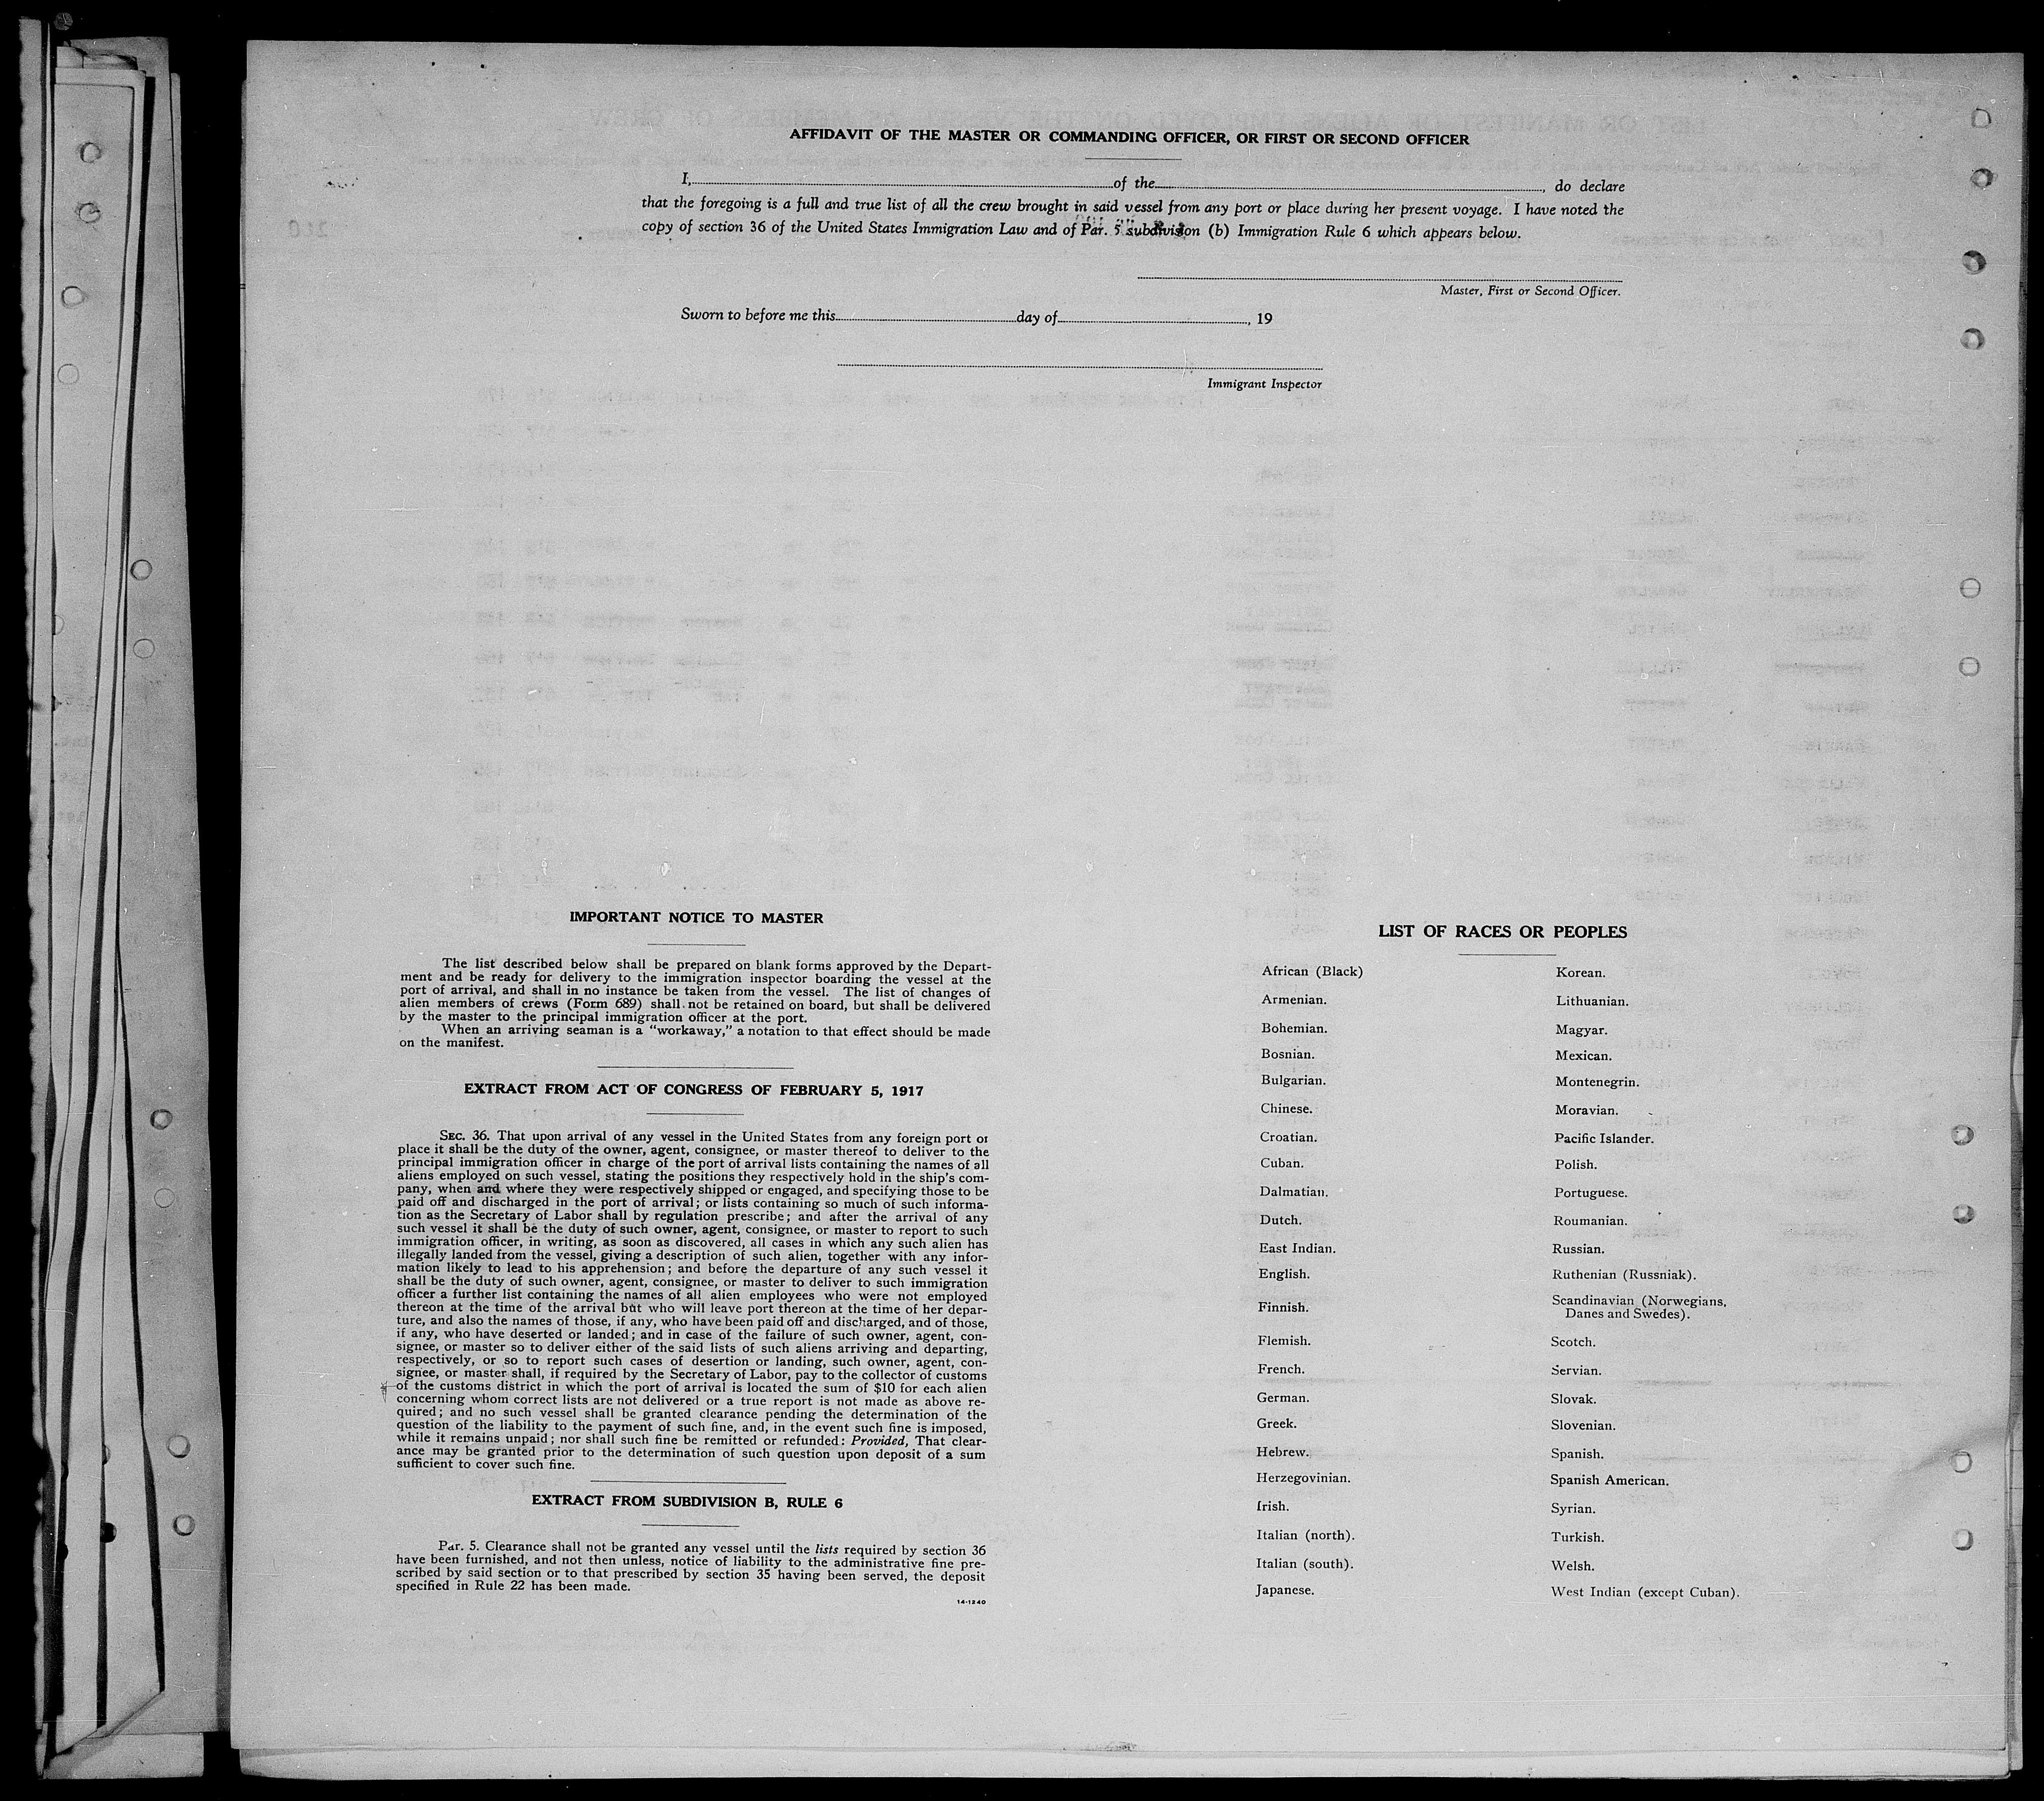 AFFIDAVIT OF THE MASTER OR COMMANDING OFFICER, OR FIRST OR SECOND OFFICER
I, of the , do declare
that the foregoing is a full and true list of all the crew brought in said vessel from any port or place during her present voyage. I have noted the
copy of section 36 of the United States Immigration Law and of Par. 5 subdivision (b) Immigration Rule 6 which appears below.
Master, First or Second Officer.
Sworn to before me this day of , 19
Immigrant Inspector
IMPORTANT NOTICE TO MASTER
The list described below shall be prepared on blank forms approved by the Depart-
ment and be ready for delivery to the immigration inspector boarding the vessel at the
port of arrival, and shall in no instance be taken from the vessel. The list of changes of
alien members of crews (Form 689) shall not be retained on board, but shall be delivered
by the master to the principal immigration officer at the port.
When an arriving seaman is a "workaway," a notation to that effect should be made
on the manifest.
EXTRACT FROM ACT OF CONGRESS OF FEBRUARY 5, 1917
SEC. 36. That upon arrival of any vessel in the United States from any foreign port or
place it shall be the duty of the owner, agent, consignee, or master thereof to deliver to the
principal immigration officer in charge of the port of arrival lists containing the names of all
aliens employed on such vessel, stating the positions they respectively hold in the ship's com-
pany, when and where they were respectively shipped or engaged, and specifying those to be
paid off and discharged in the port of arrival; or lists containing so much of such informa-
tion as the Secretary of Labor shall by regulation prescribe; and after the arrival of any
such vessel it shall be the duty of such owner, agent, consignee, or master to report to such
immigration officer, in writing, as soon as discovered, all cases in which any such alien has
illegally landed from the vessel, giving a description of such alien, together with any infor-
mation likely to lead to his apprehension; and before the departure of any such vessel it
shall be the duty of such owner, agent, consignee, or master to deliver to such immigration
officer a further list containing the names of all alien employees who were not employed
thereon at the time of the arrival but who will leave port thereon at the time of her depar-
ture, and also the names of those, if any, who have been paid off and discharged, and of those,
if any, who have deserted or landed; and in case of the failure of such owner, agent, con-
signee, or master so to deliver either of the said lists of such aliens arriving and departing,
respectively, or so to report such cases of desertion or landing, such owner, agent, con-
signee, or master shall, if required by the Secretary of Labor, pay to the collector of customs
of the customs district in which the port of arrival is located the sum of $10 for each alien
concerning whom correct lists are not delivered or a true report is not made as above re-
quired; and no such vessel shall be granted clearance pending the determination of the
question of the liability to the payment of such fine, and, in the event such fine is imposed,
while it remains unpaid; nor shall such fine be remitted or refunded: Provided, That clear-
ance may be granted prior to the determination of such question upon deposit of a sum
sufficient to cover such fine.
EXTRACT FROM SUBDIVISION B, RULE 6
Par. 5. Clearance shall not be granted any vessel until the lists required by section 36
have been furnished, and not then unless, notice of liability to the administrative fine pre-
scribed by said section or to that prescribed by section 35 having been served, the deposit
specified in Rule 22 has been made.
14-1240
LIST OF RACES OR PEOPLES
African (Black)
Armenian.
Bohemian.
Bosnian.
Bulgarian.
Chinese.
Croatian.
Cuban.
Dalmatian.
Dutch.
East Indian.
English.
Finnish.
Flemish.
French.
German.
Greek.
Hebrew.
Herzegovinian.
Irish.
Italian (north).
Italian (south).
Japanese.
Korean.
Lithuanian.
Magyar.
Mexican.
Montenegrin.
Moravian.
Pacific Islander.
Polish.
Portuguese.
Roumanian.
Russian.
Ruthenian (Russniak).
Scandinavian (Norwegians,
Danes and Swedes).
Scotch.
Servian.
Slovak.
Slovenian.
Spanish.
Spanish American.
Syrian.
Turkish.
Welsh.
West Indian (except Cuban).